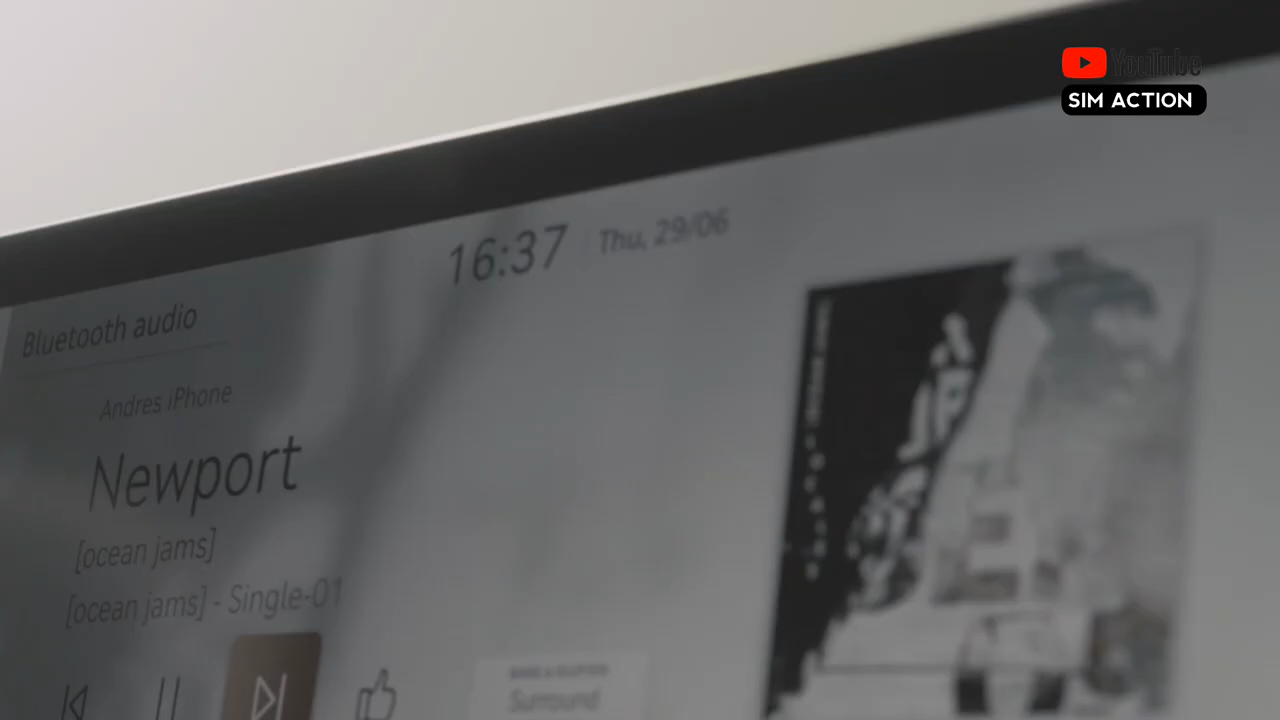 YouTube
SIM ACTION
16:37 Thu, 29/06
Bluetooth audio
Andres iPhone
Newport
[ocean jams]
[ocean jams] - Single-01
Surround